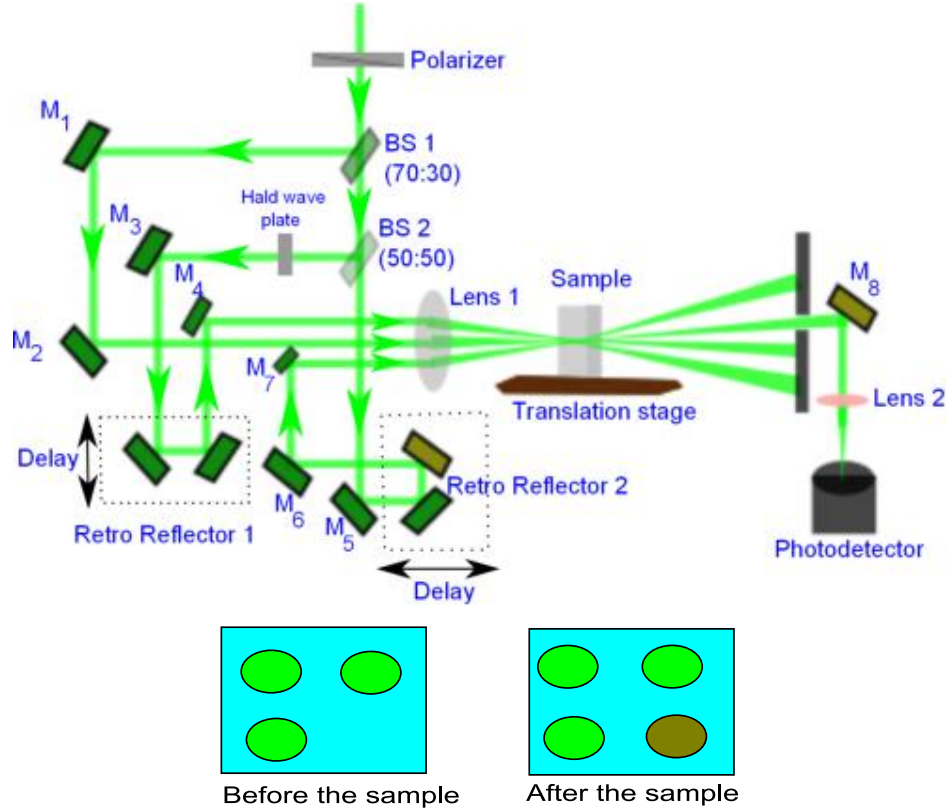 Polarizer
M1
BS 1
(70:30)
Hald wave
plate
M3
BS 2
(50:50)
M4
Lens 1
Sample
M8
M2
M7
Lens 2
Translation stage
Delay
Retro Reflector 2
M6
M5
Retro Reflector 1
Photodetector
Delay
Before the sample
After the sample